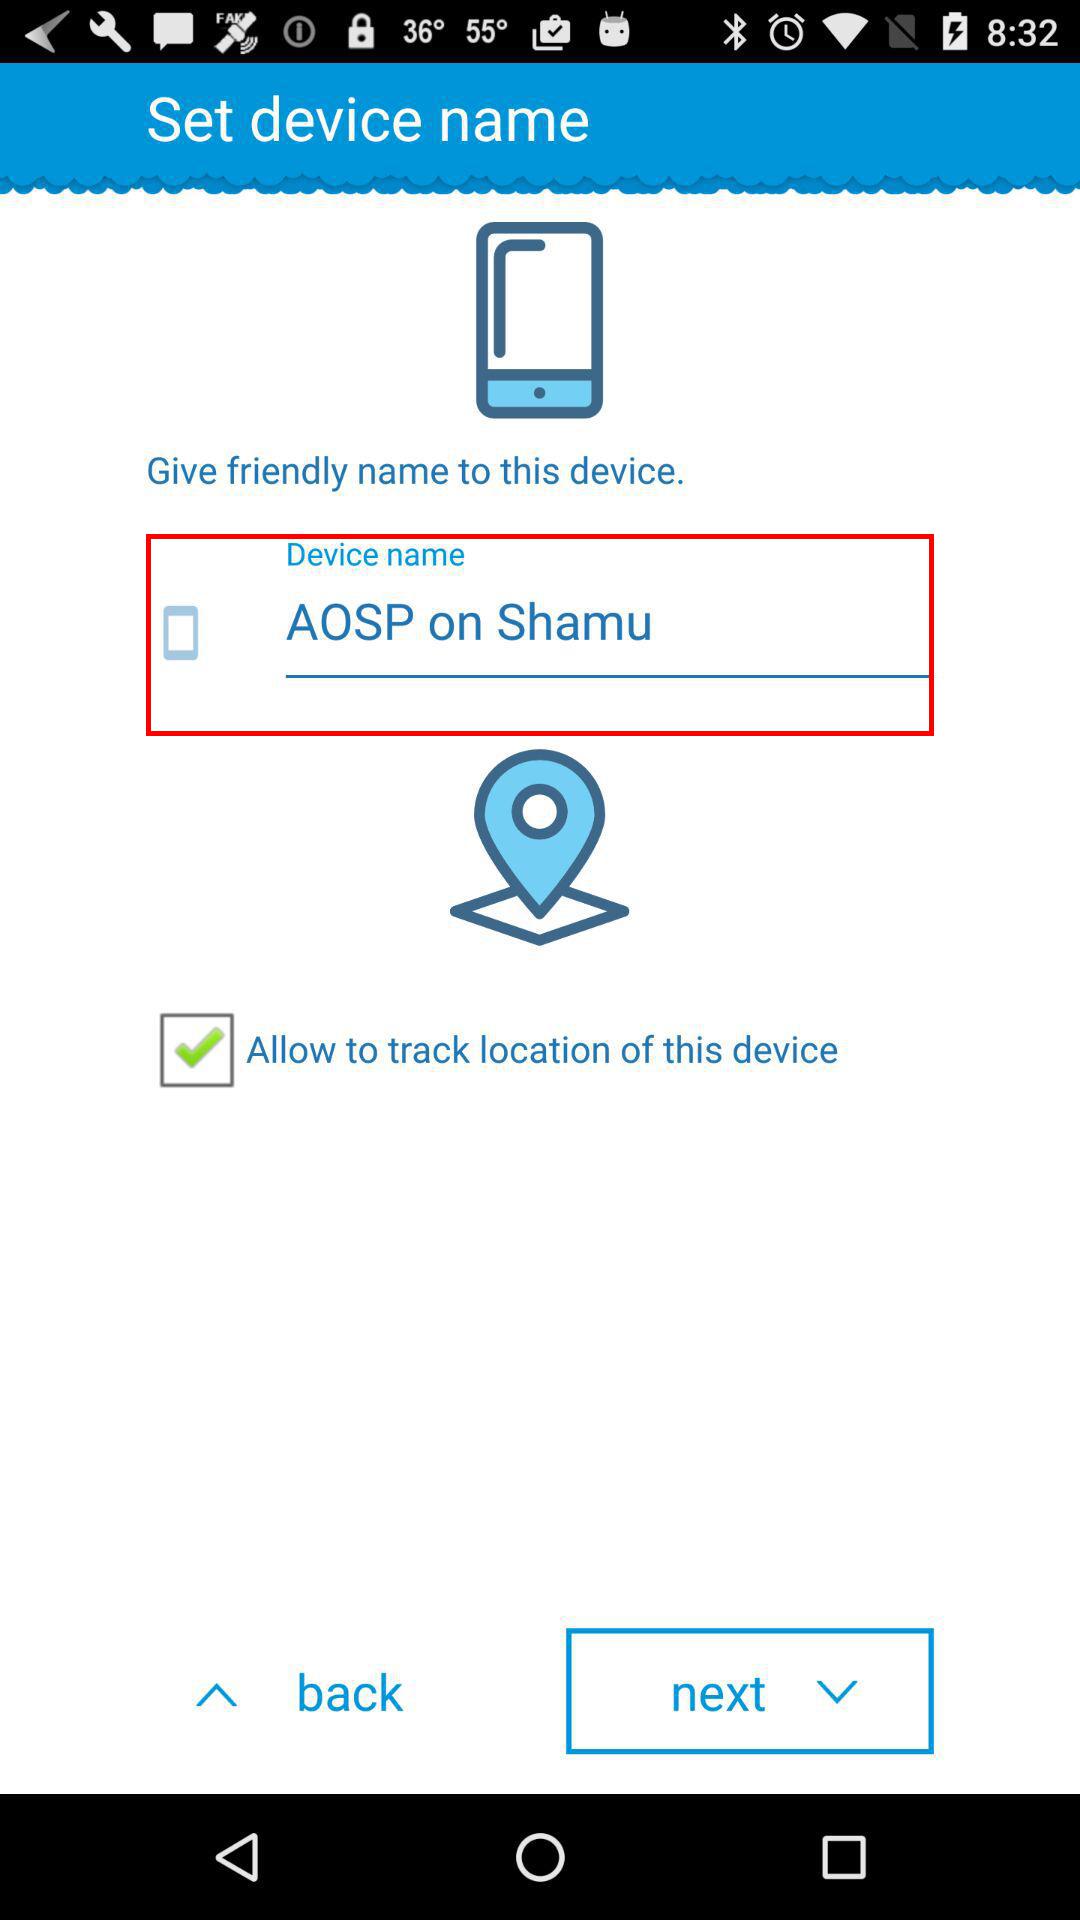 FAKE
36° 55° 8:32
Set device name
Give friendly name to this device.
Device name
AOSP on Shamu
Allow to track location of this device
back next